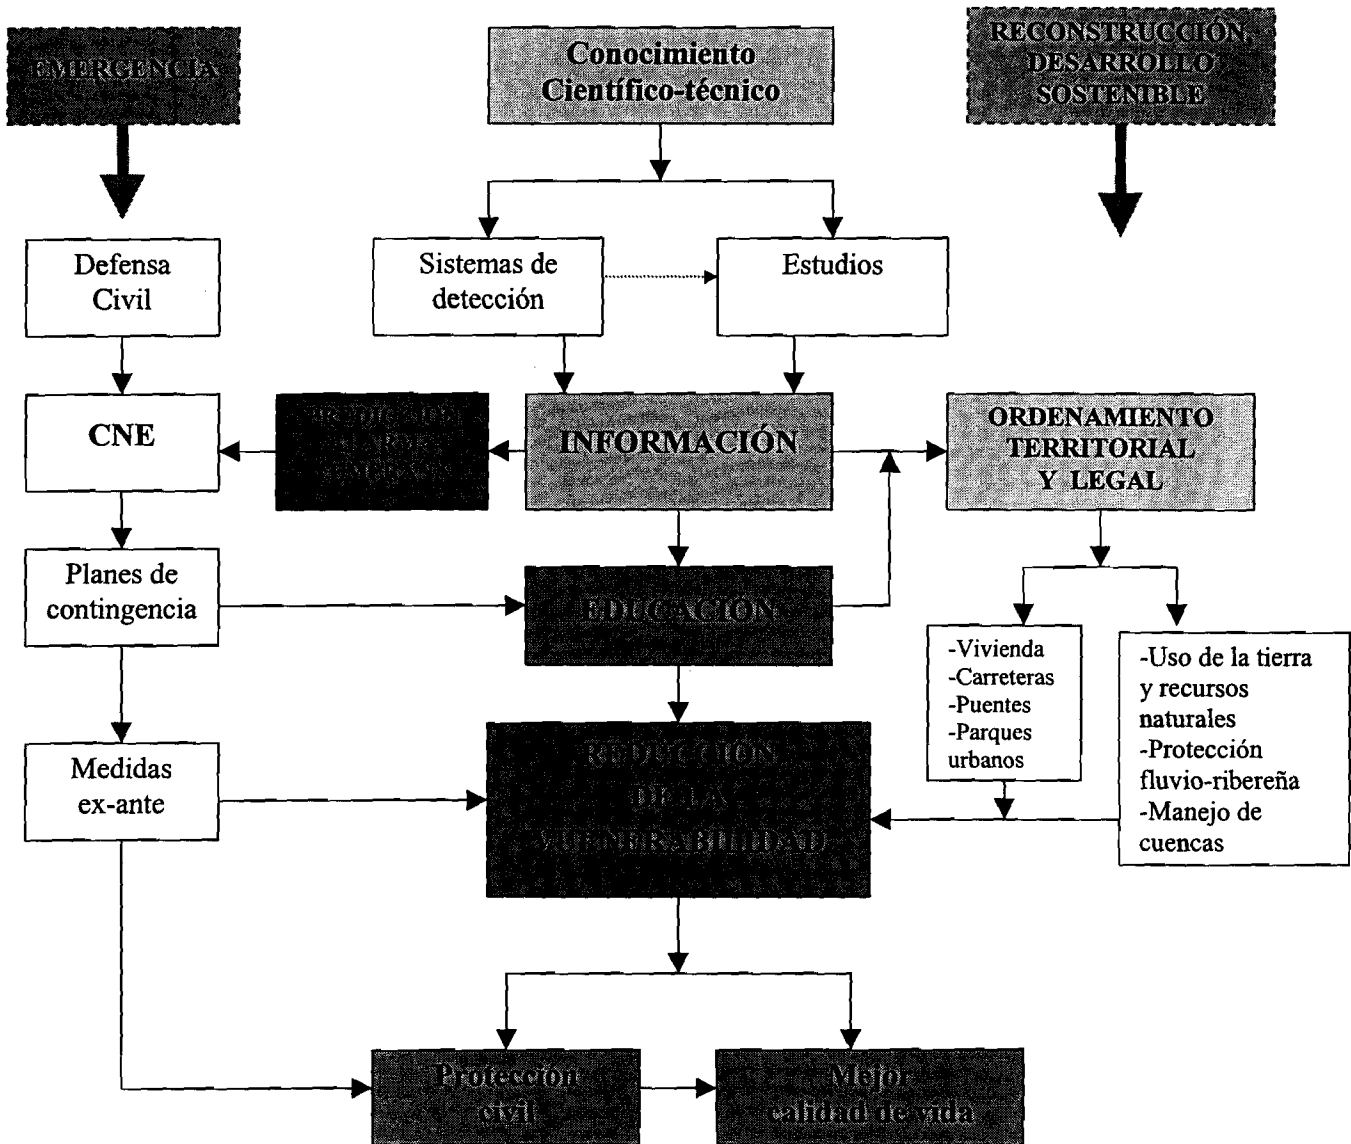 EMERGENCIA
Conocimiento
Científico-técnico
RECONSTRUCCIÓN,
DESARROLLO
SOSTENIBLE
Defensa
Civil
Sistemas de
detección
Estudios
CNE
INFORMACIÓN
ORDENAMIENTO
TERRITORIAL
Y LEGAL
Planes de
contingencia
EDUCACIÓN
-Vivienda
-Carreteras
-Puentes
-Parques
urbanos
-Uso de la tierra
y recursos
naturales
-Protección
fluvio-ribereña
-Manejo de
cuencas
Medidas
ex-ante
REDUCCIÓN
DE LA
VULNERABILIDAD
Protección
civil
Mejor
calidad de vida